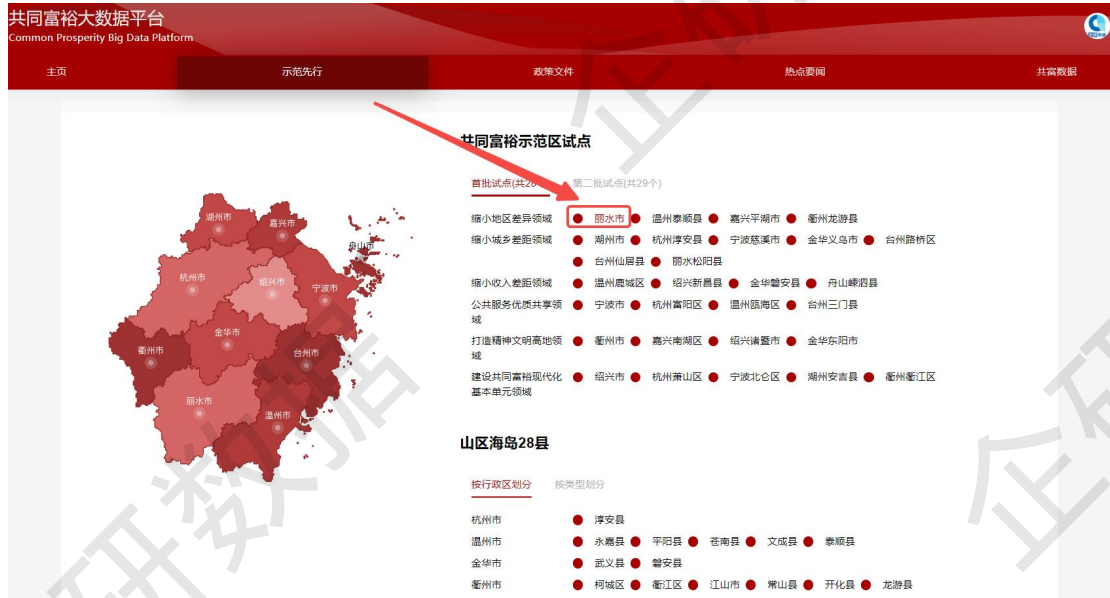 共同富裕大数据平台
Common Prosperity Big Data Platform
主页 示范先行 政策文件 热点要闻 共富数据
共同富裕示范区试点
首批试点(共28 第二批试点(共29个)
缩小地区差异领域 丽水市 温州泰顺县 嘉兴平湖市 衢州龙游县
缩小城乡差距领域 湖州市 杭州淳安县 宁波慈溪市 金华义乌市 台州路桥区
台州仙居县 丽水松阳县
缩小收入差距领域 温州鹿城区 绍兴新昌县 金华磐安县 舟山嵊泗县
公共服务优质共享领 宁波市 杭州富阳区 温州瓯海区 台州三门县
域
打造精神文明高地领 衢州市 嘉兴南湖区 绍兴诸暨市 金华东阳市
域
建设共同富裕现代化 绍兴市 杭州萧山区 宁波北仑区 湖州安吉县 衢州衢江区
基本单元领域
湖州市
嘉兴市
舟山市
杭州市
绍兴市
宁波市
金华市
衢州市
台州市
丽水市
温州市
山区海岛28县
按行政区划分 按类型划分
杭州市 淳安县
温州市 永嘉县 平阳县 苍南县 文成县 泰顺县
金华市 武义县 磐安县
衢州市 柯城区 衢江区 江山市 常山县 开化县 龙游县
企研
研数据
企研